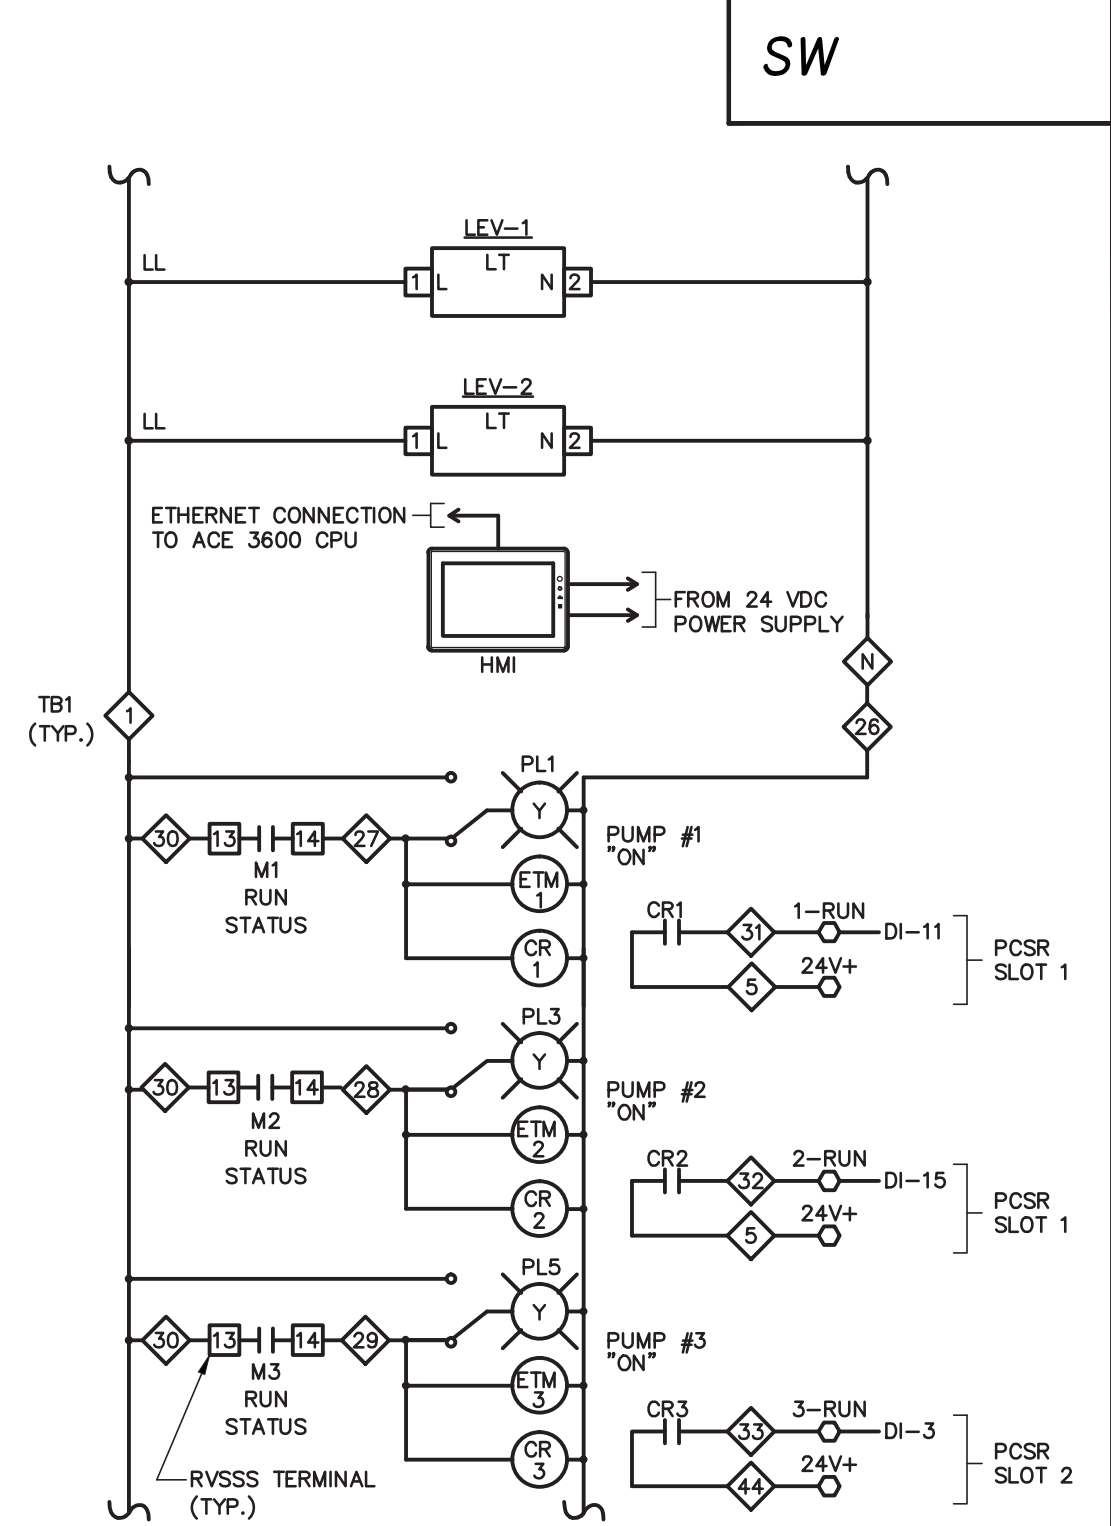 SW
LEV-1
LL
LT
1 L N 2
LEV-2
LL
LT
1 L N 2
ETHERNET CONNECTION
TO ACE 3600 CPU
FROM 24 VDC
POWER SUPPLY
HMI
N
TB1
(TYP.)
1
26
PL1
Y
30 13 14 27
M1
RUN
STATUS
PUMP #1
"ON"
ETM
1
CR
1
CR1
31
1-RUN
DI-11
5
24V+
PCSR
SLOT 1
PL3
Y
30 13 14 28
M2
RUN
STATUS
PUMP #2
"ON"
ETM
2
CR
2
CR2
32
2-RUN
DI-15
5
24V+
PCSR
SLOT 1
PL5
Y
30 13 14 29
M3
RUN
STATUS
PUMP #3
"ON"
ETM
3
CR
3
CR3
33
3-RUN
DI-3
44
24V+
PCSR
SLOT 2
RVSSS TERMINAL
(TYP.)